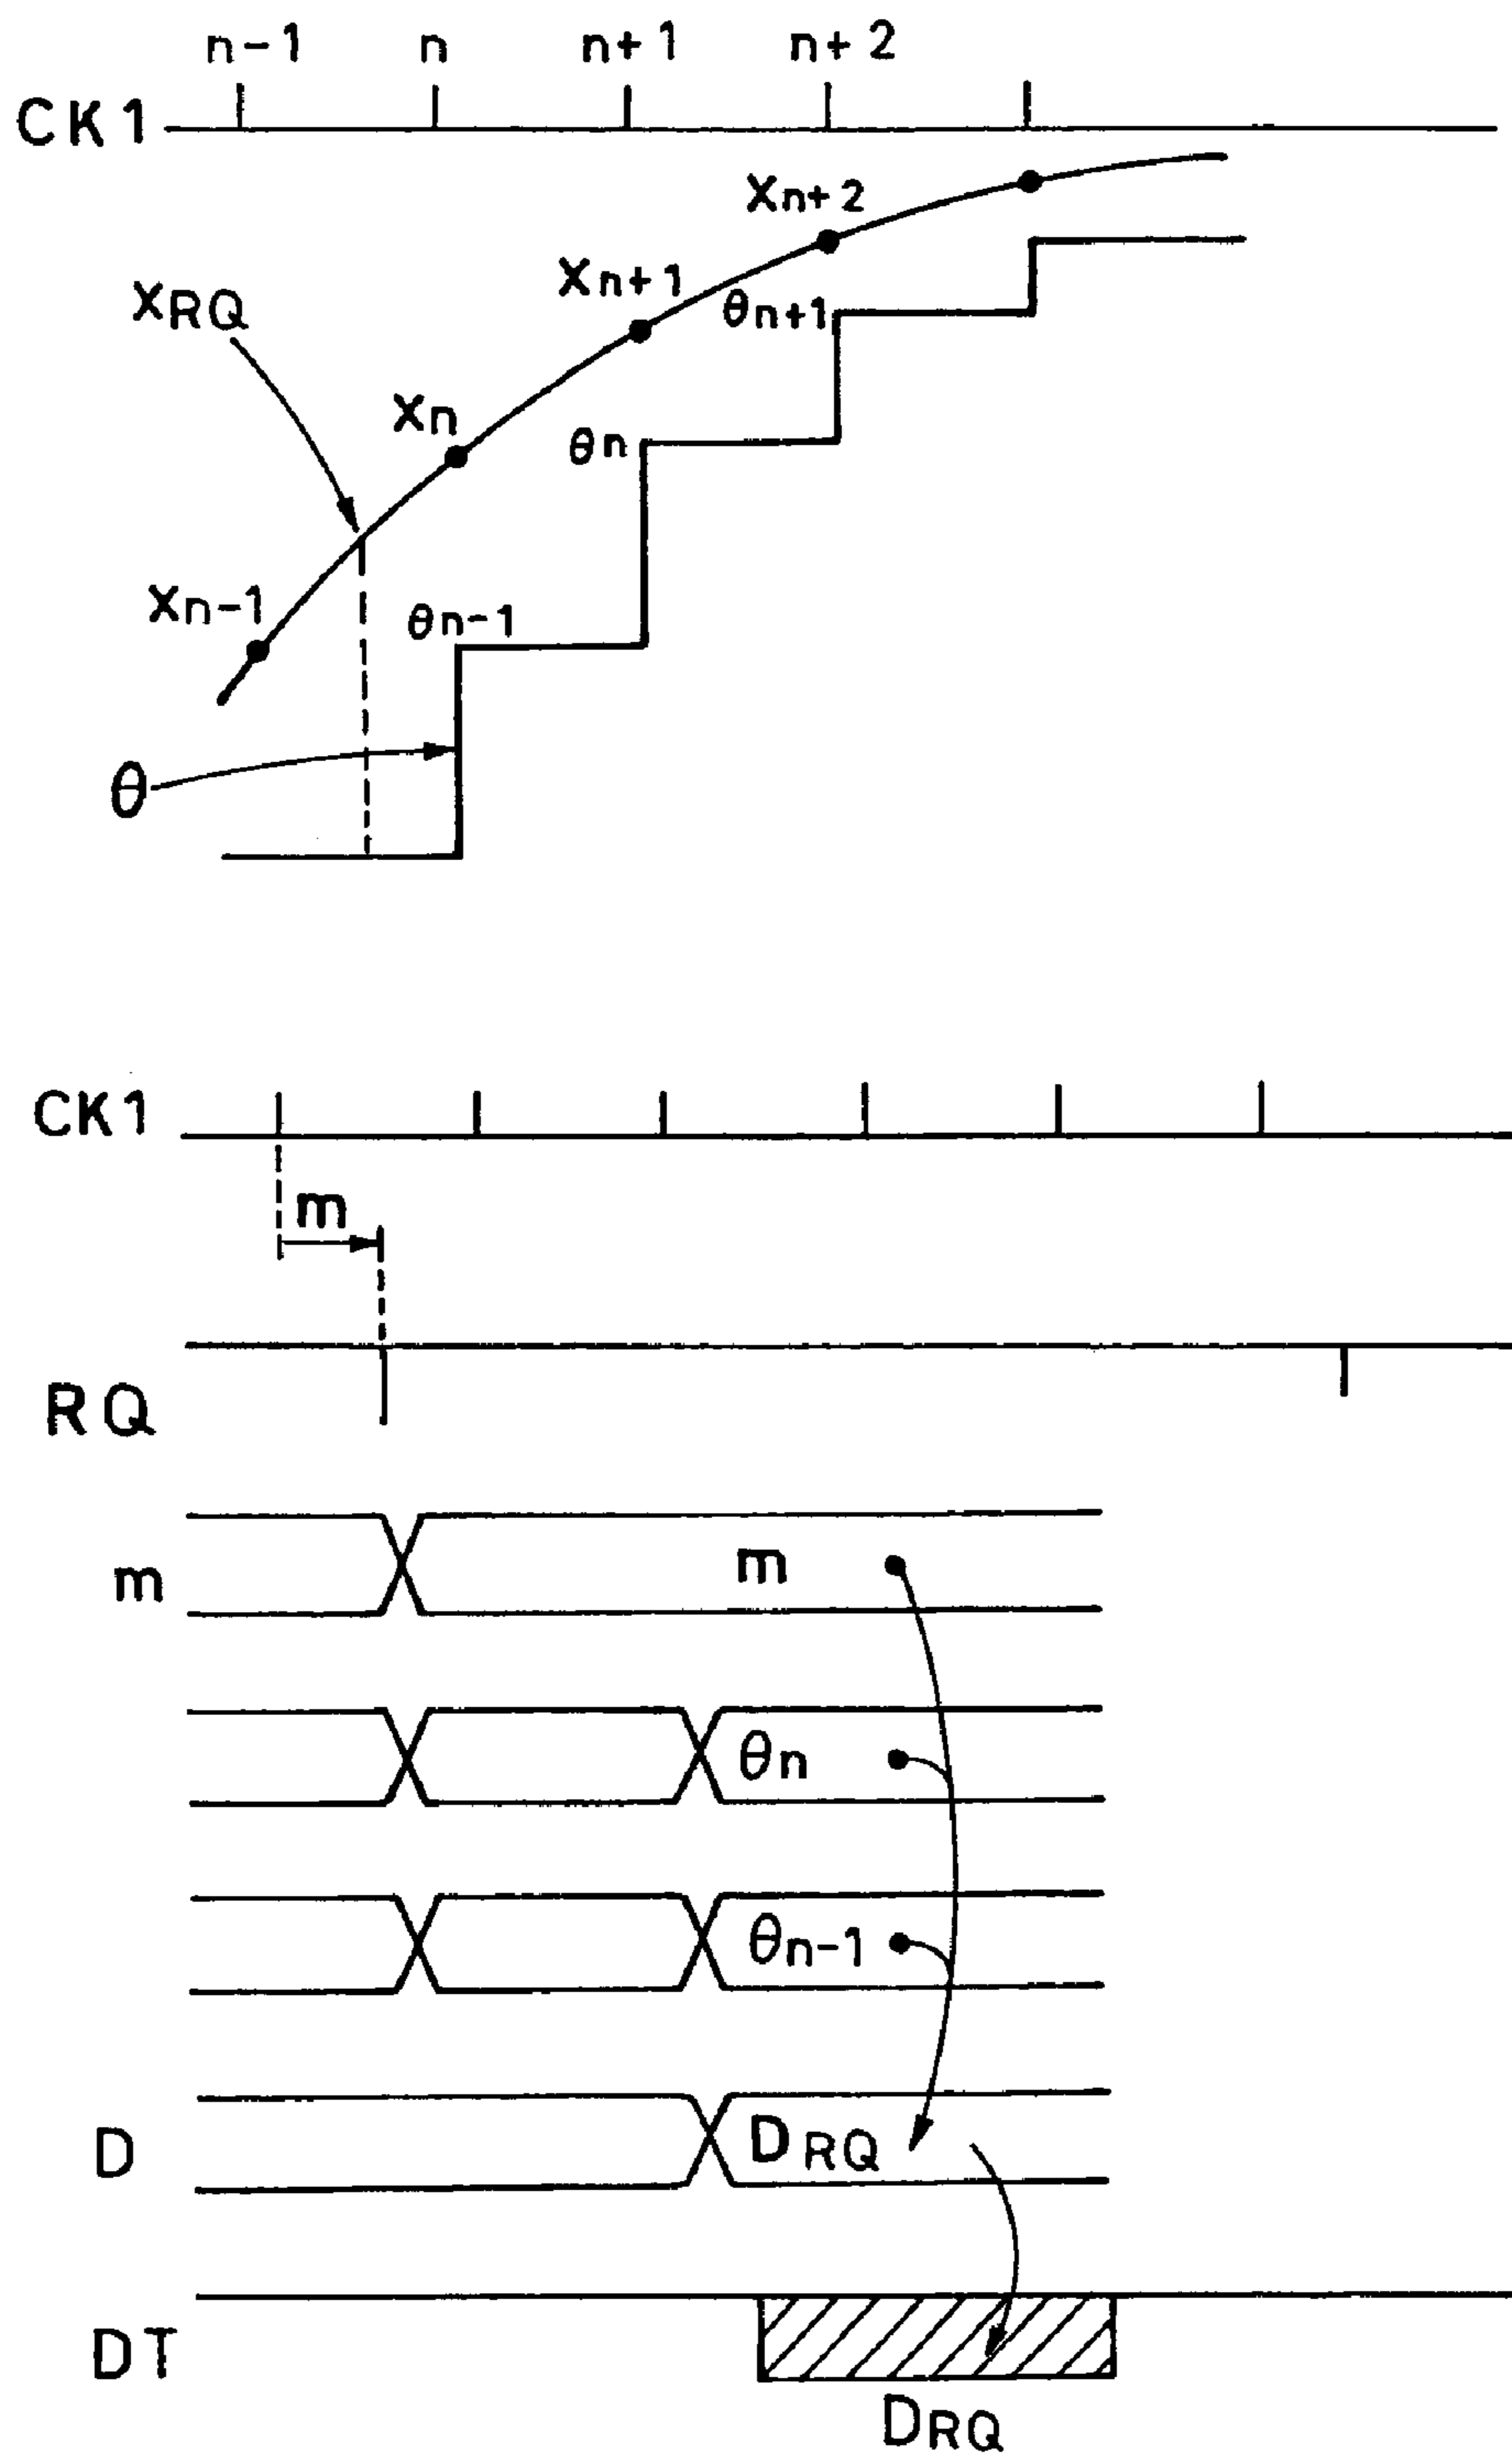 n-1 n n+1 n+2
CK1
Xn+2
Xn+1
XRQ
θn+1
Xn
θn
Xn-1
θn-1
θ
CK1
m
RQ
m m
θn
θn-1
D DRQ
DT
DRQ